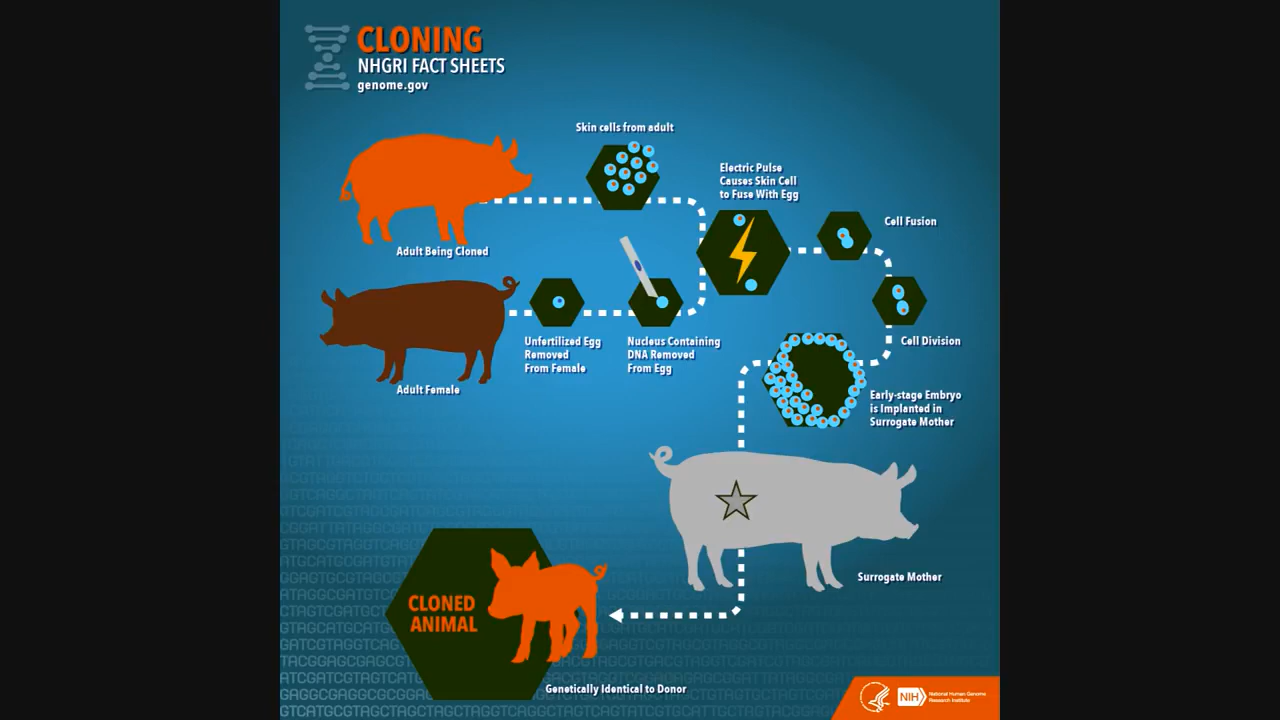 CLONING
NHGRI FACT SHEETS
genome.gov
Skin cells from adult
Electric Pulse
Causes Skin Cell
to Fuse With Egg
Cell Fusion
Adult Being Cloned
Unfertilized Egg
Removed
From Female
Nucleus Containing
DNA Removed
From Egg
Cell Division
Adult Female
Early-stage Embryo
is Implanted in
Surrogate Mother
Surrogate Mother
CLONED
ANIMAL
Genetically Identical to Donor
NIH
National Human Genome
Research Institute